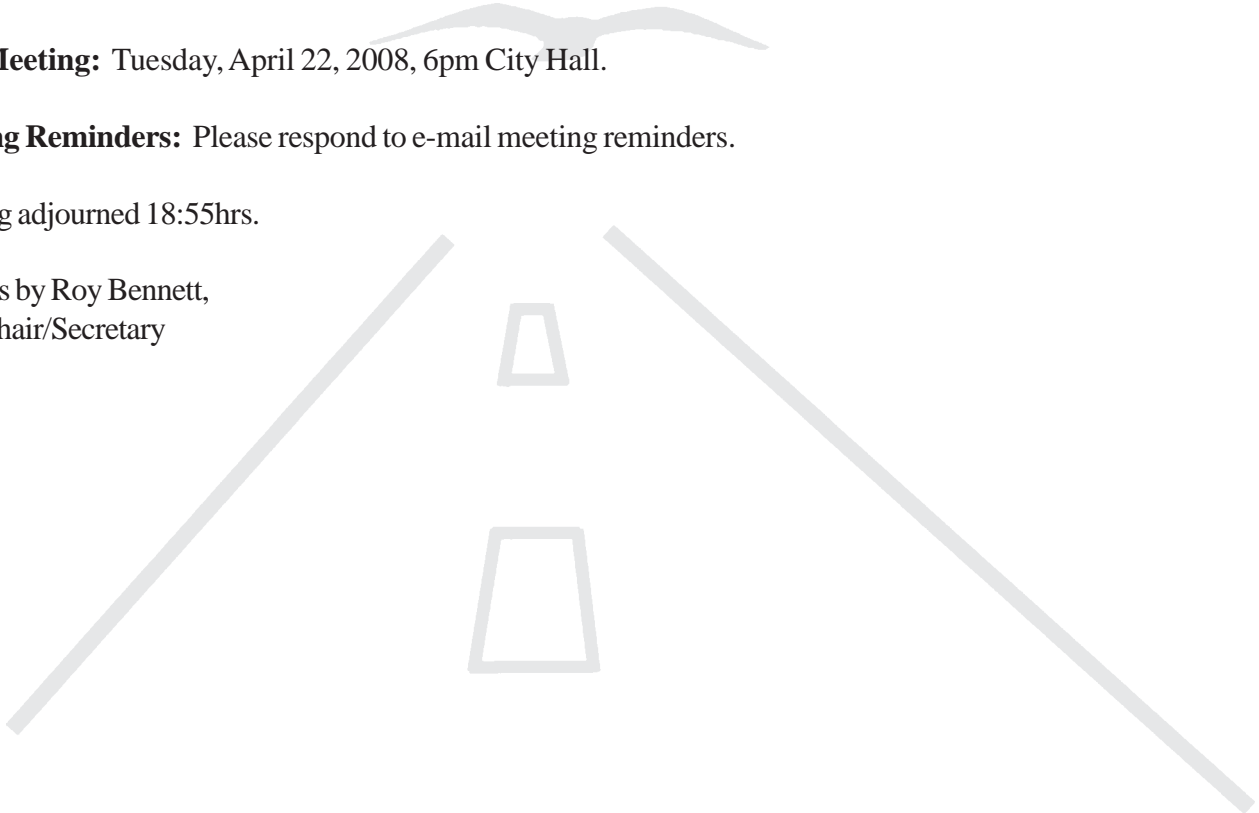 Meeting: Tuesday, April 22, 2008, 6pm City Hall.
ng Reminders: Please respond to e-mail meeting reminders.
g adjourned 18:55hrs.
s by Roy Bennett,
hair/Secretary